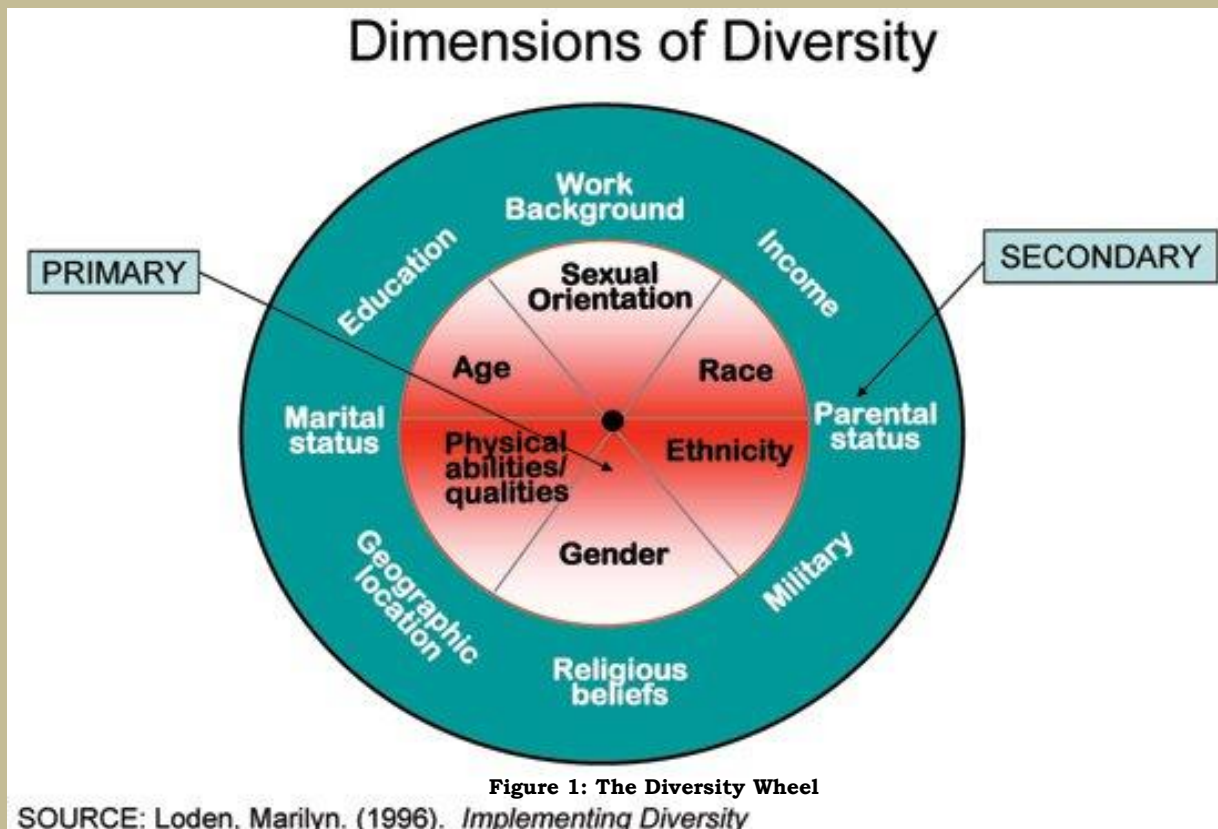 Dimensions of Diversity
PRIMARY
SECONDARY
Work
Background
Income
Parental
status
Military
Religious
beliefs
Geographic
location
Marital
status
Education
Sexual
Orientation
Race
Ethnicity
Gender
Physical
abilities/
qualities
Age
Figure 1: The Diversity Wheel
SOURCE: Loden, Marilyn. (1996). Implementing Diversity